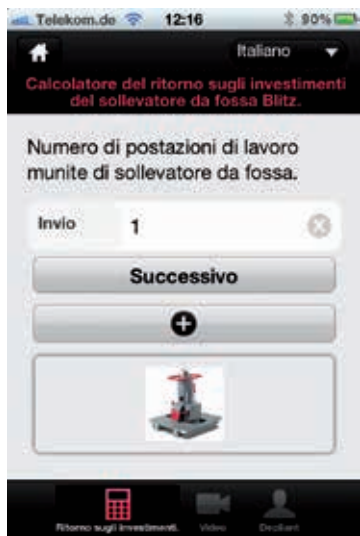 Telekom.de 12:16 90%
Italiano
Calcolatore del ritorno sugli investimenti
del sollevatore da fossa Blitz.
Numero di postazioni di lavoro
munite di sollevatore da fossa.
Invio 1
Successivo
Ritorno sugli investimenti. Video